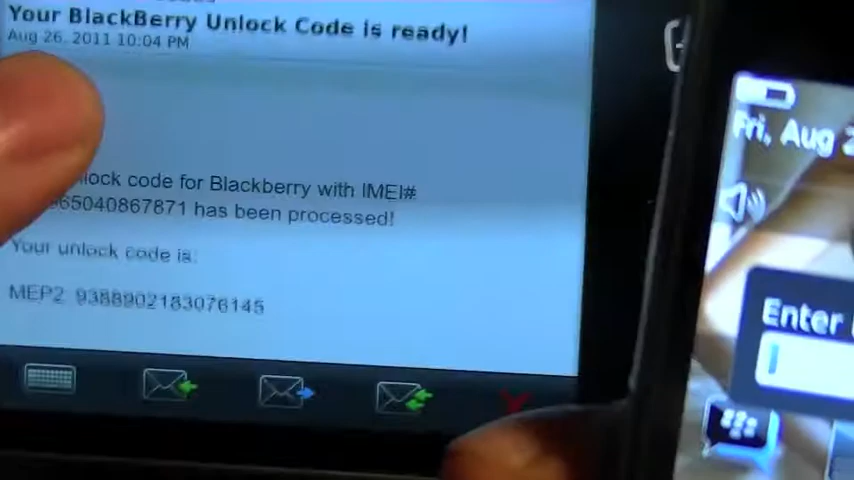 Your BlackBerry Unlock Code is ready!
Aug 26, 2011 10:04 PM
unlock code for Blackberry with IMEI#
65040867871 has been processed!
Your unlock code is:
MEP2 9388902183076145
Fri, Aug
Enter